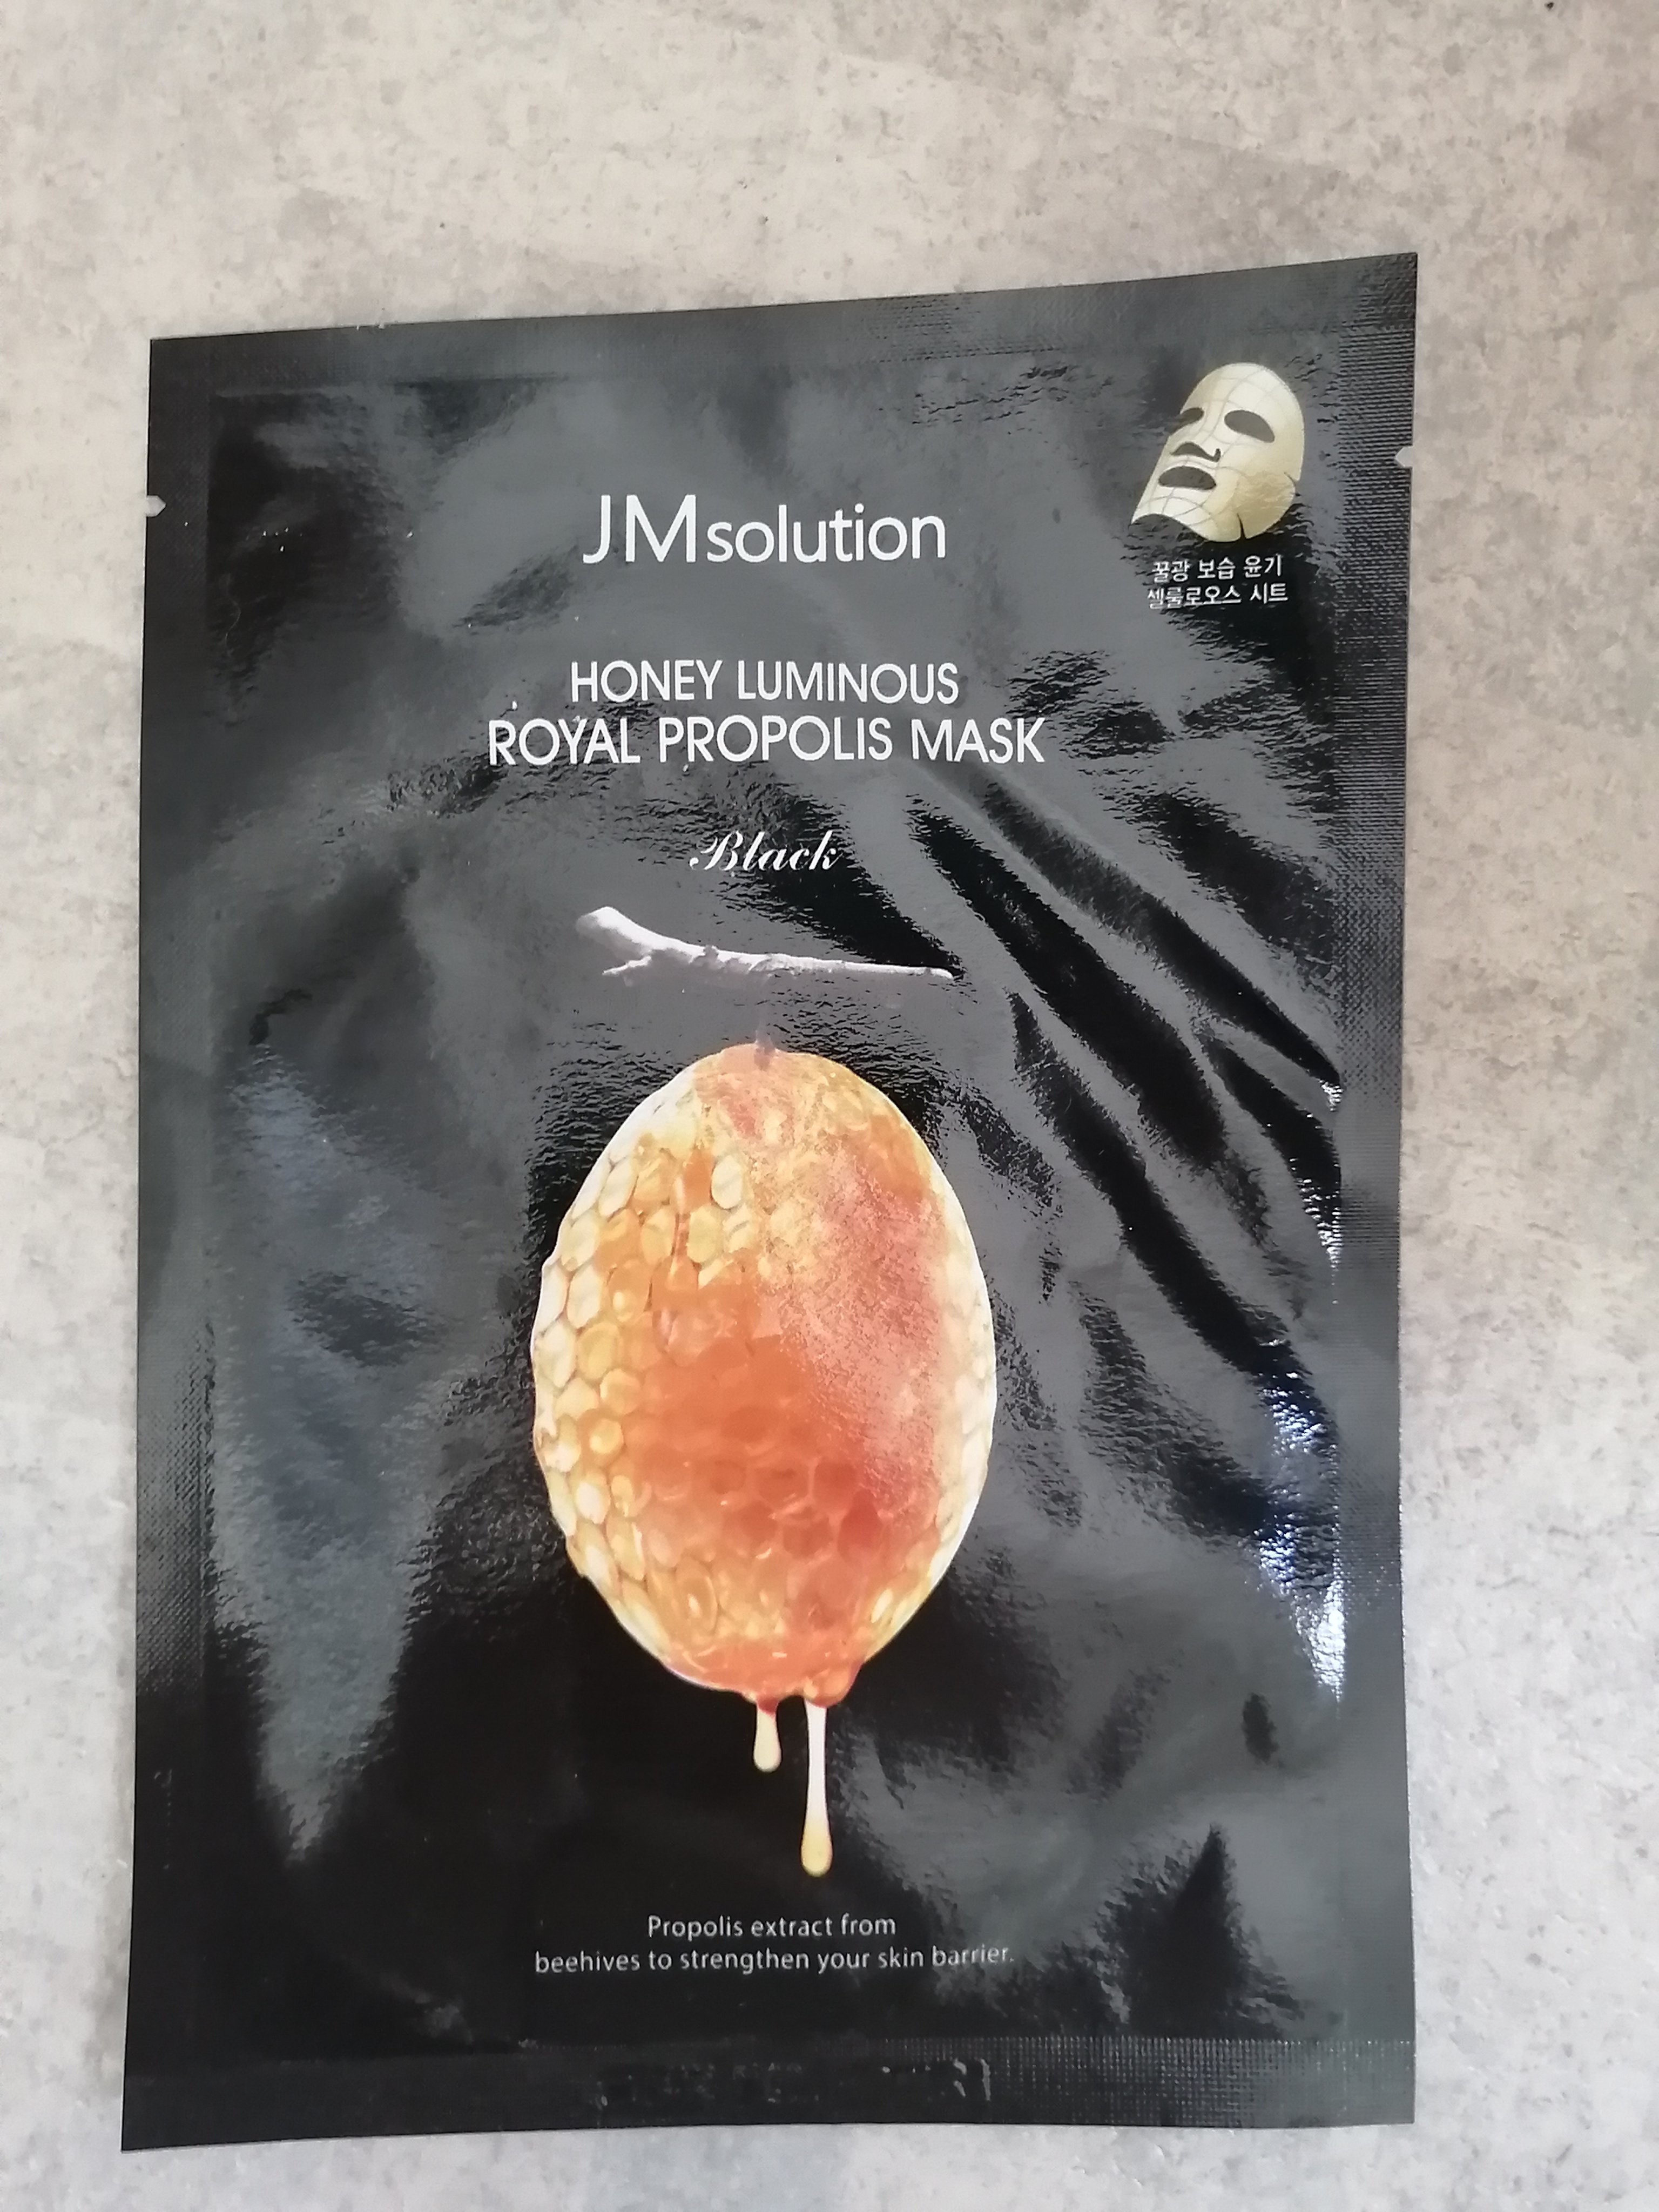 JMsolution
꿀광 보습 윤기
셀룰로오스 시트
HONEY LUMINOUS
ROYAL PROPOLIS MASK
Black
Propolis extract from
beehives to strengthen your skin barrier.